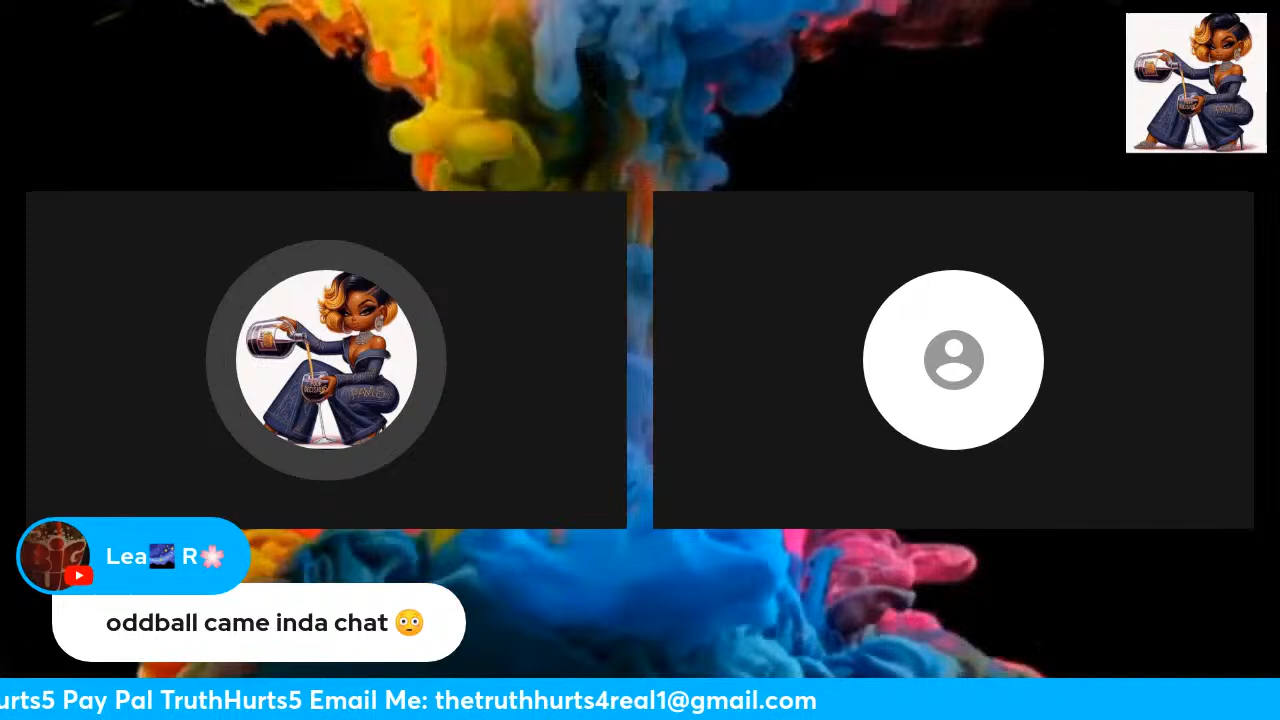 Lea🌌 R🌸
oddball came inda chat 😳
urts5 Pay Pal TruthHurts5 Email Me: thetruthhurts4real1@gmail.com